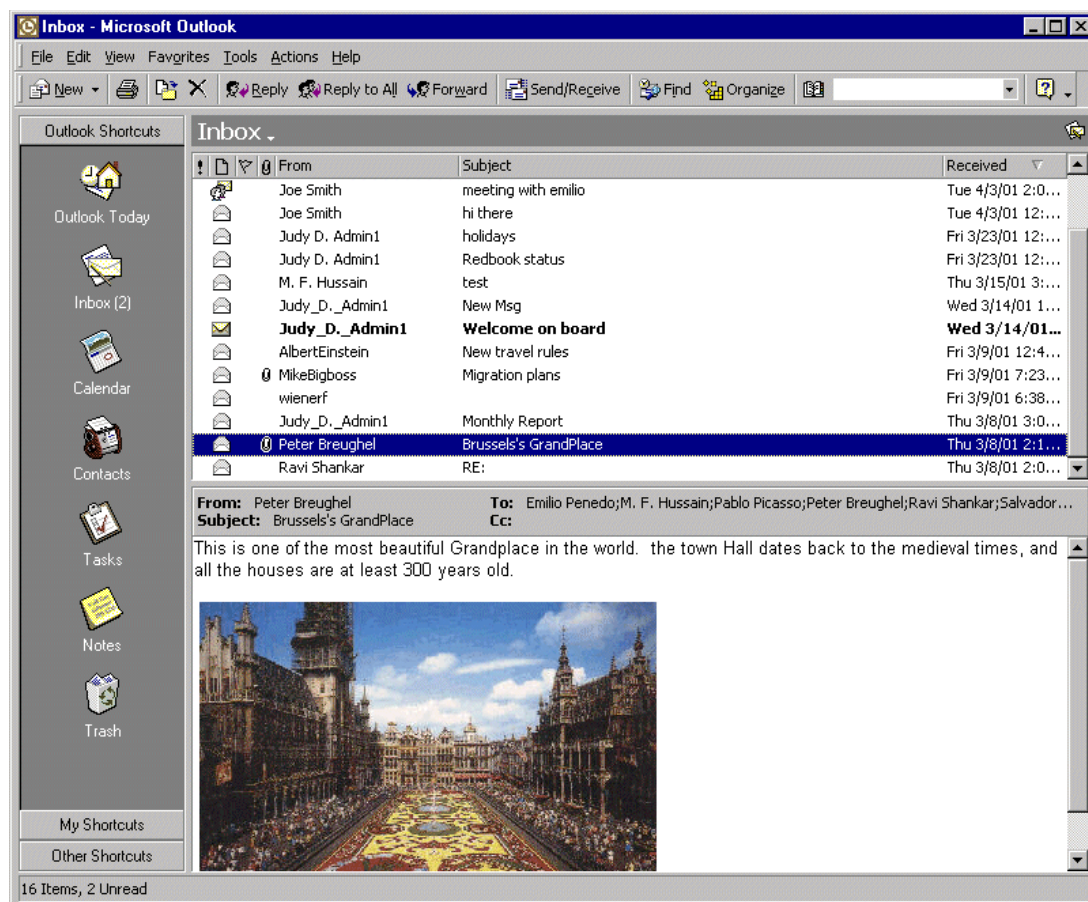 Inbox - Microsoft Outlook
File Edit View Favorites Tools Actions Help
New Reply Reply to All Forward Send/Receive Find Organize
Outlook Shortcuts
Outlook Today
Inbox (2)
Calendar
Contacts
Tasks
Notes
Trash
My Shortcuts
Other Shortcuts
Inbox
From Subject Received
Joe Smith meeting with emilio Tue 4/3/01 2:0...
Joe Smith hi there Tue 4/3/01 12:...
Judy D. Admin1 holidays Fri 3/23/01 12:...
Judy D. Admin1 Redbook status Fri 3/23/01 12:...
M. F. Hussain test Thu 3/15/01 3:...
Judy_D._Admin1 New Msg Wed 3/14/01 1...
Judy_D._Admin1 Welcome on board Wed 3/14/01...
AlbertEinstein New travel rules Fri 3/9/01 12:4...
MikeBigboss Migration plans Fri 3/9/01 7:23...
wienerf Fri 3/9/01 6:38...
Judy_D._Admin1 Monthly Report Thu 3/8/01 3:0...
Peter Breughel Brussels's GrandPlace Thu 3/8/01 2:1...
Ravi Shankar RE: Thu 3/8/01 2:0...
From: Peter Breughel To: Emilio Penedo;M. F. Hussain;Pablo Picasso;Peter Breughel;Ravi Shankar;Salvador...
Subject: Brussels's GrandPlace Cc:
This is one of the most beautiful Grandplace in the world. the town Hall dates back to the medieval times, and
all the houses are at least 300 years old.
16 Items, 2 Unread